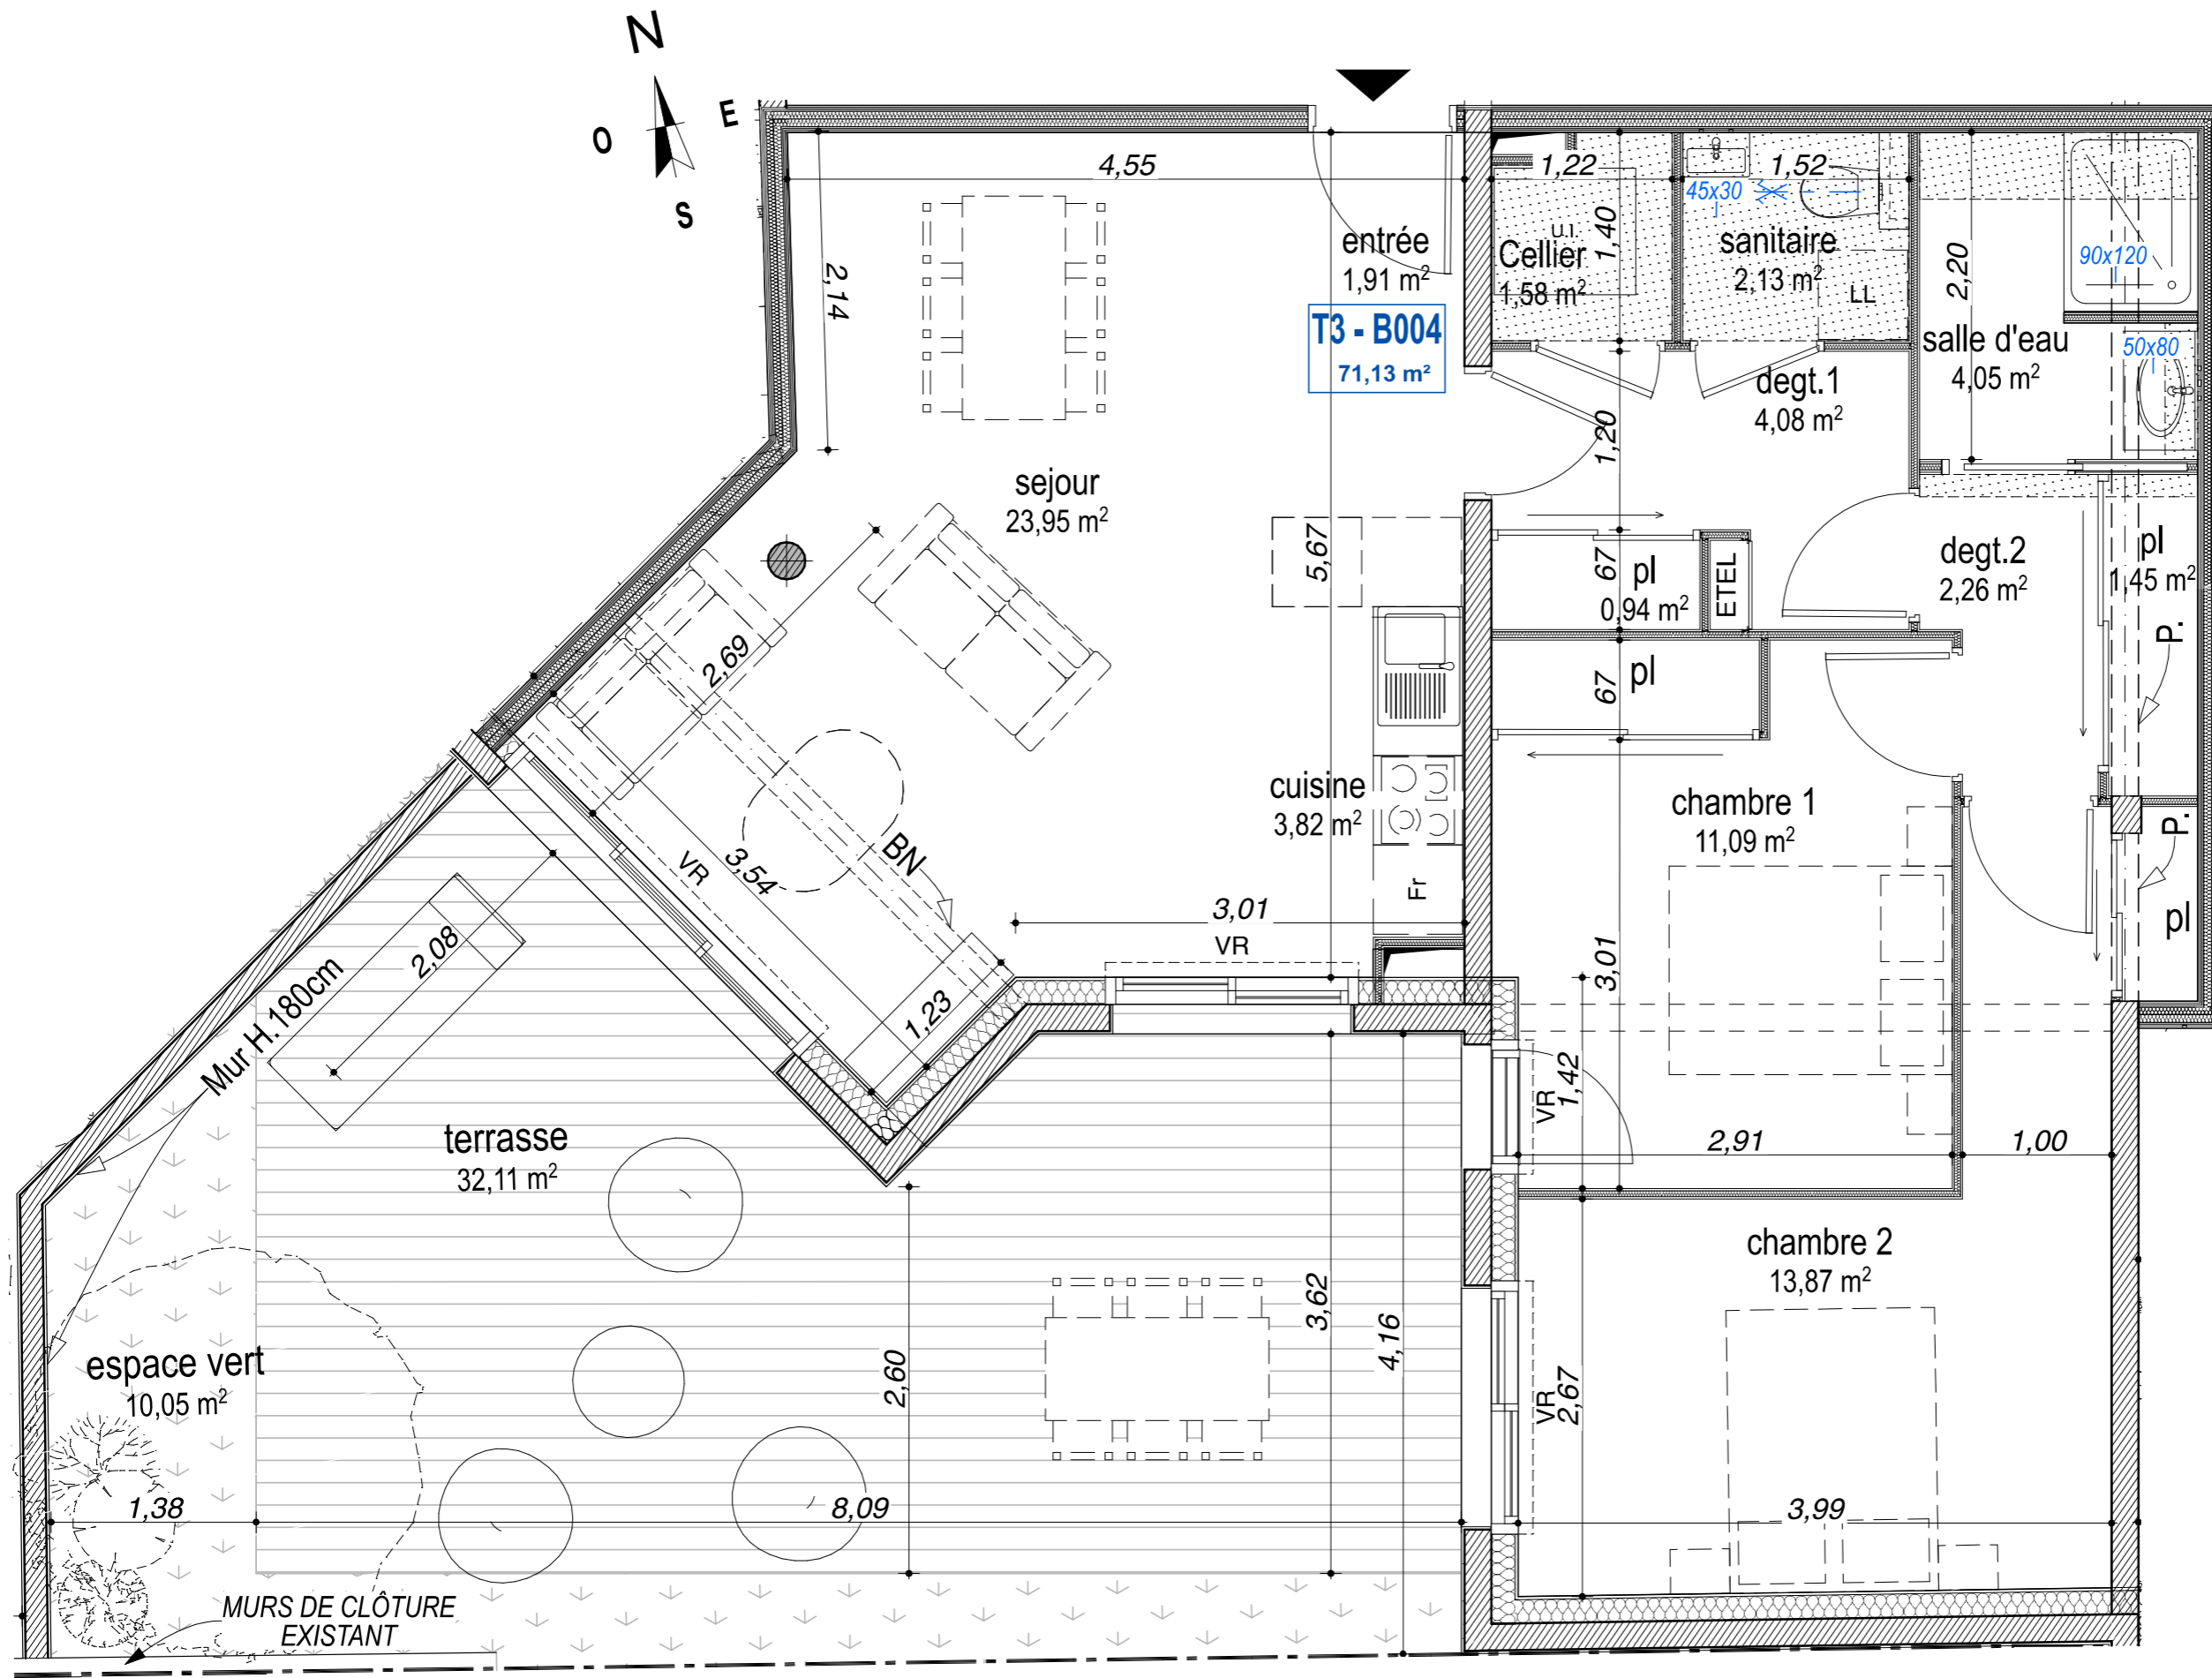 N
E
O
S
4,55
1,22
1,52
45x30
2,14
entrée
1,91 m²
U.I.
Cellier
1,58 m²
1,40
sanitaire
2,13 m²
LL
2,20
90x120
T3 - B004
71,13 m²
salle d'eau
4,05 m²
50x80
degt.1
4,08 m²
1,20
sejour
23,95 m²
5,67
67
pl
0,94 m²
ETEL
degt.2
2,26 m²
pl
1,45 m²
P.
2,69
67
pl
cuisine
3,82 m²
chambre 1
11,09 m²
P.
VR
3,54
BN
Fr
3,01
VR
pl
2,08
Mur H.180cm
1,23
3,01
VR
1,42
2,91
1,00
terrasse
32,11 m²
chambre 2
13,87 m²
3,62
4,16
2,60
VR
2,67
espace vert
10,05 m²
1,38
8,09
3,99
MURS DE CLÔTURE
EXISTANT